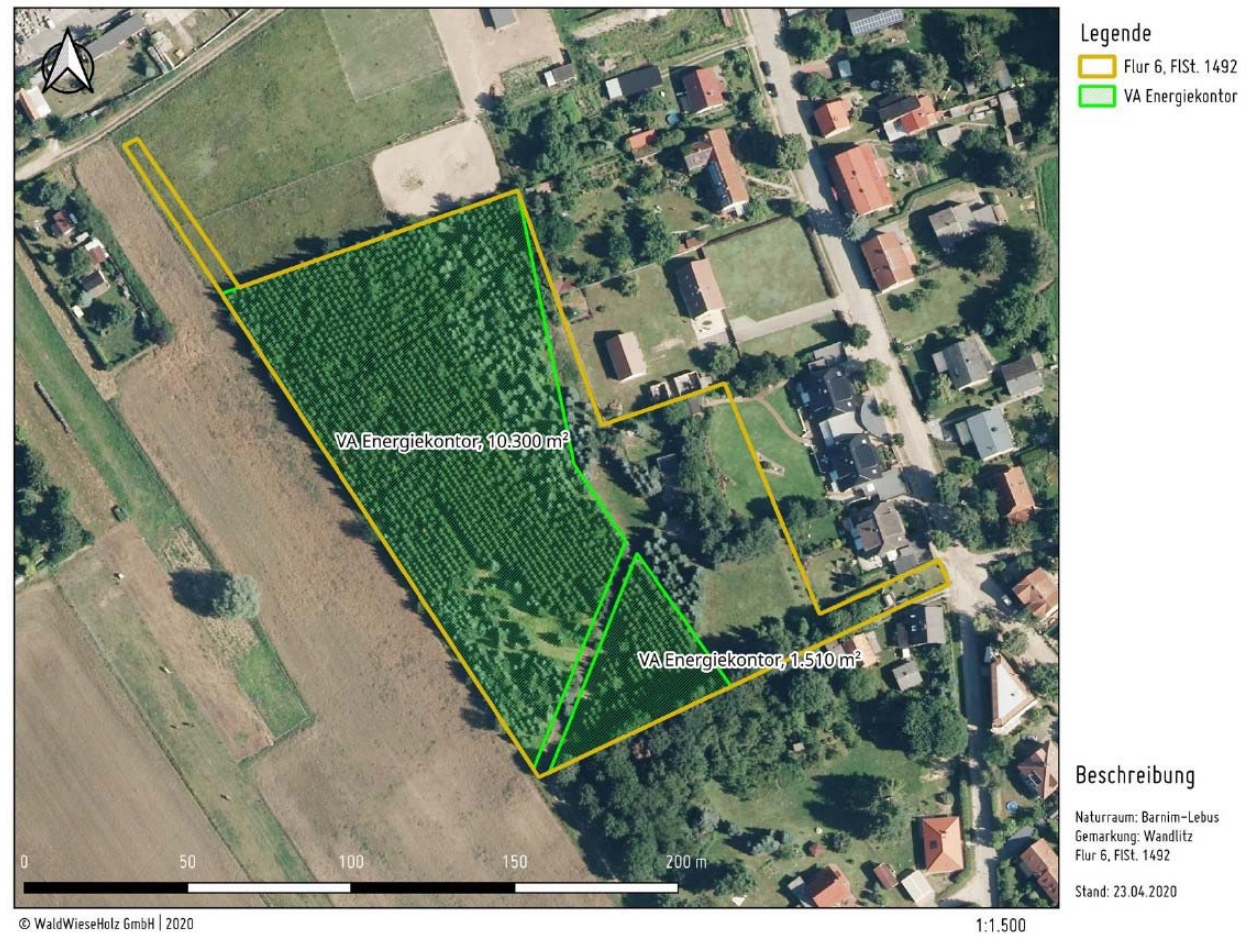 Legende
Flur 6, FlSt. 1492
VA Energiekontor
VA Energiekontor, 10.300 m²
VA Energiekontor, 1.510 m²
Beschreibung
Naturraum: Barnim-Lebus
Gemarkung: Wandlitz
Flur 6, FlSt. 1492
Stand: 23.04.2020
0 50 100 150 200 m
© WaldWieseHolz GmbH | 2020
1:1.500